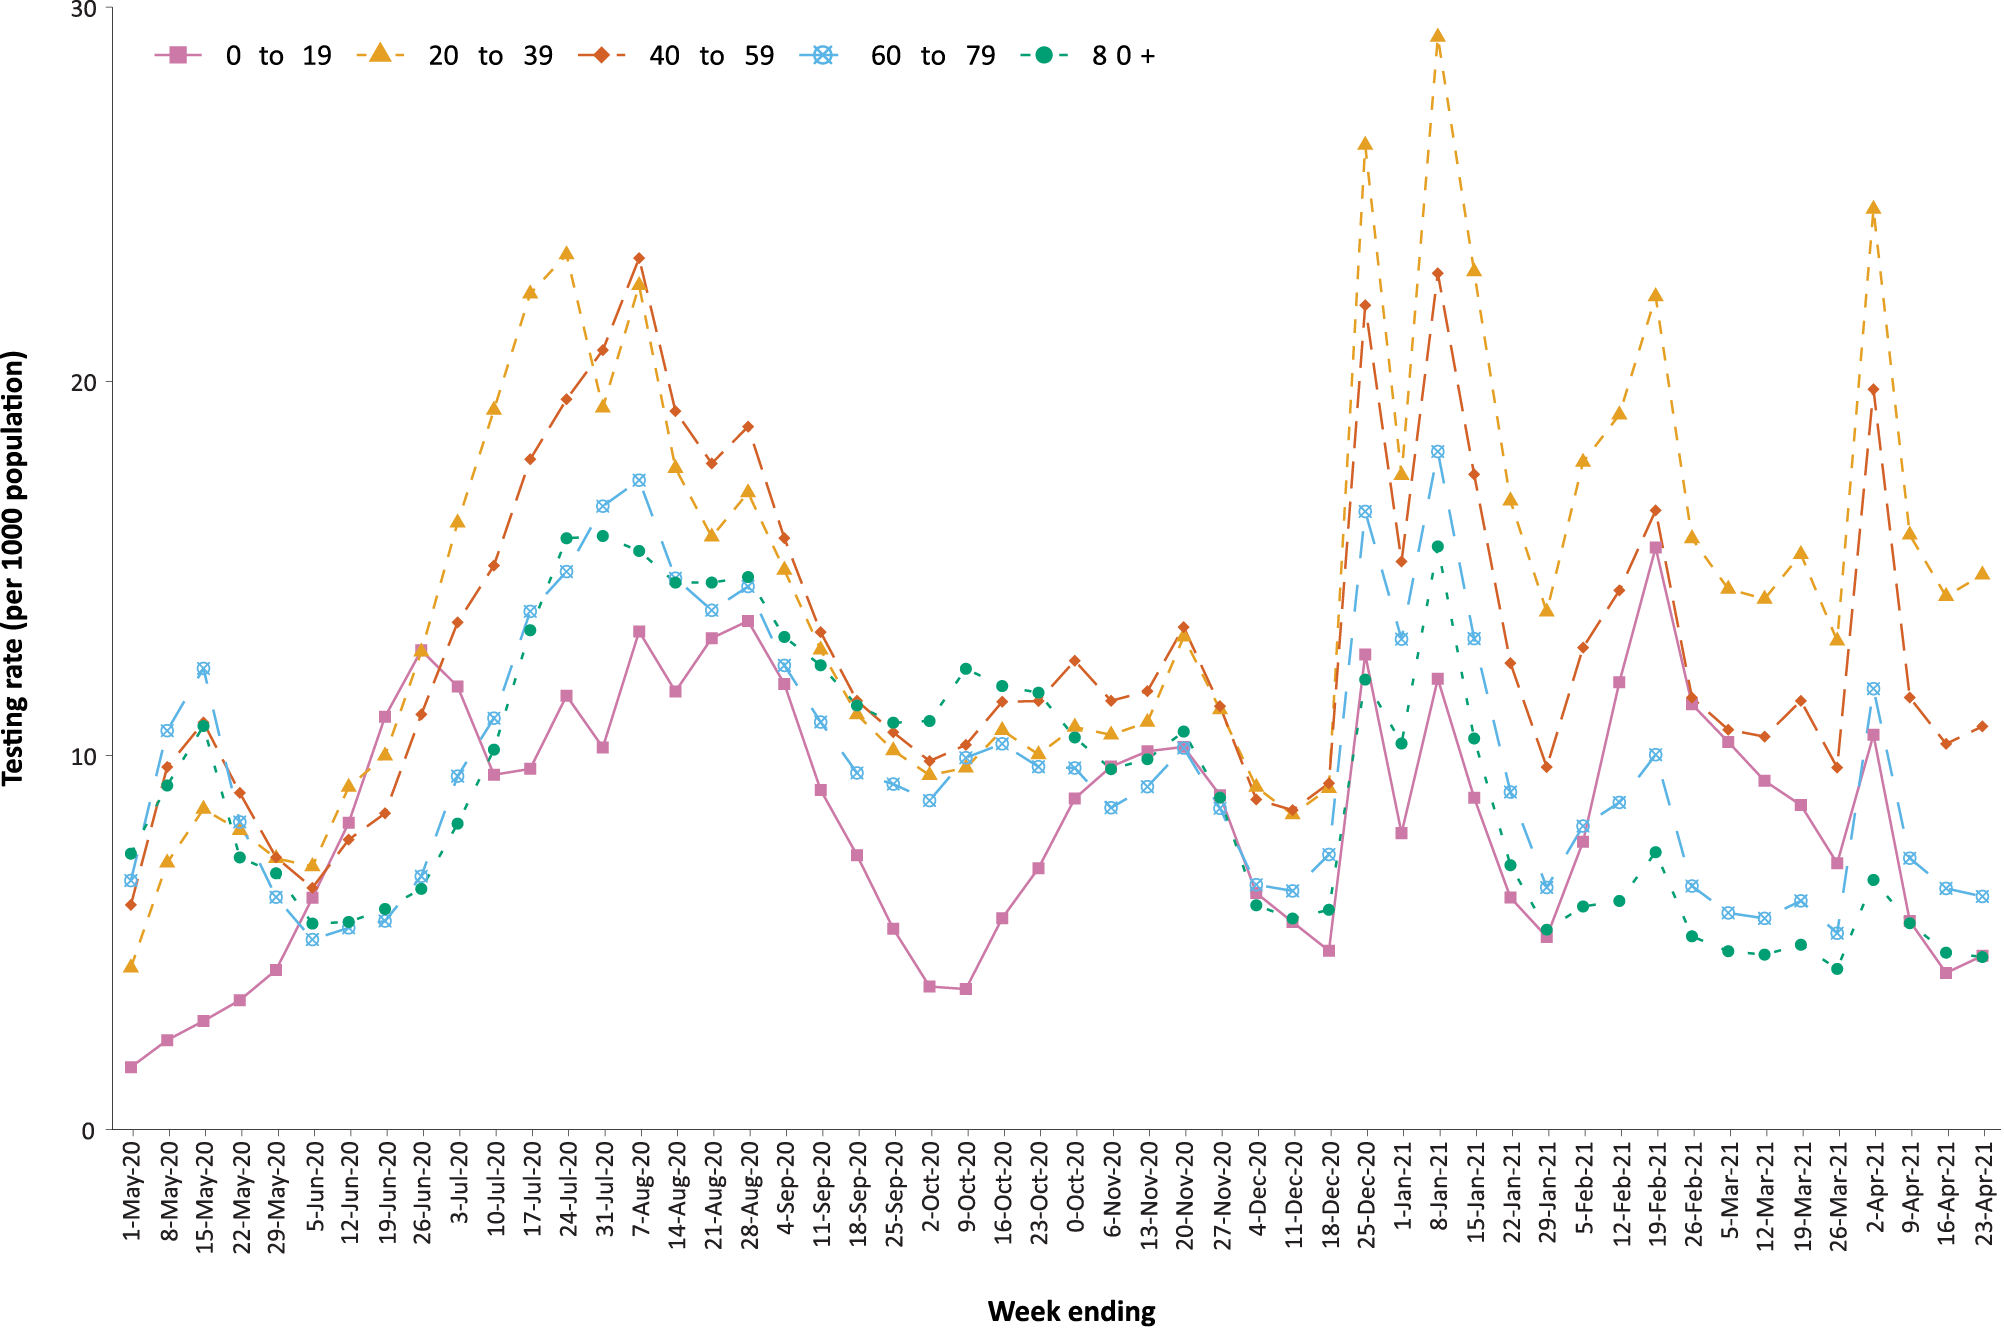 30
0 to 19 20 to 39 40 to 59 60 to 79 8 0 +
20
10
0
Testing rate (per 1000 population)
1-May-20
8-May-20
15-May-20
22-May-20
29-May-20
5-Jun-20
12-Jun-20
19-Jun-20
26-Jun-20
3-Jul-20
10-Jul-20
17-Jul-20
24-Jul-20
31-Jul-20
7-Aug-20
14-Aug-20
21-Aug-20
28-Aug-20
4-Sep-20
11-Sep-20
18-Sep-20
25-Sep-20
2-Oct-20
9-Oct-20
16-Oct-20
23-Oct-20
0-Oct-20
6-Nov-20
13-Nov-20
20-Nov-20
27-Nov-20
4-Dec-20
11-Dec-20
18-Dec-20
25-Dec-20
1-Jan-21
8-Jan-21
15-Jan-21
22-Jan-21
29-Jan-21
5-Feb-21
12-Feb-21
19-Feb-21
26-Feb-21
5-Mar-21
12-Mar-21
19-Mar-21
26-Mar-21
2-Apr-21
9-Apr-21
16-Apr-21
23-Apr-21
Week ending